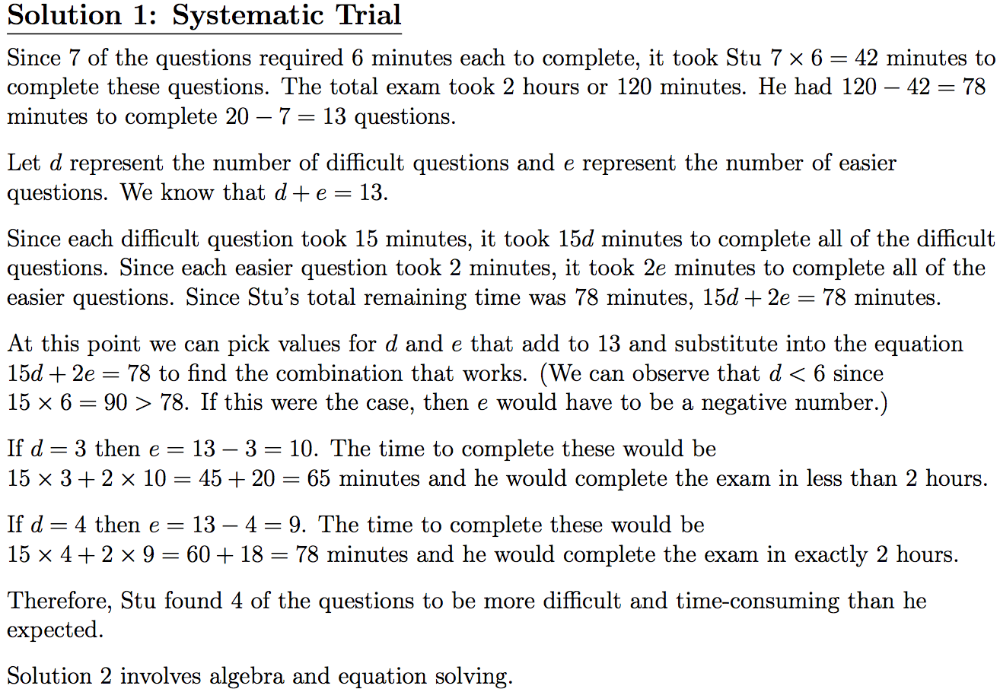 Solution 1: Systematic Trial
Since 7 of the questions required 6 minutes each to complete, it took Stu 7 × 6 = 42 minutes to
complete these questions. The total exam took 2 hours or 120 minutes. He had 120 − 42 = 78
minutes to complete 20 − 7 = 13 questions.
Let d represent the number of difficult questions and e represent the number of easier
questions. We know that d + e = 13.
Since each difficult question took 15 minutes, it took 15d minutes to complete all of the difficult
questions. Since each easier question took 2 minutes, it took 2e minutes to complete all of the
easier questions. Since Stu’s total remaining time was 78 minutes, 15d + 2e = 78 minutes.
At this point we can pick values for d and e that add to 13 and substitute into the equation
15d + 2e = 78 to find the combination that works. (We can observe that d < 6 since
15 × 6 = 90 > 78. If this were the case, then e would have to be a negative number.)
If d = 3 then e = 13 − 3 = 10. The time to complete these would be
15 × 3 + 2 × 10 = 45 + 20 = 65 minutes and he would complete the exam in less than 2 hours.
If d = 4 then e = 13 − 4 = 9. The time to complete these would be
15 × 4 + 2 × 9 = 60 + 18 = 78 minutes and he would complete the exam in exactly 2 hours.
Therefore, Stu found 4 of the questions to be more difficult and time-consuming than he
expected.
Solution 2 involves algebra and equation solving.